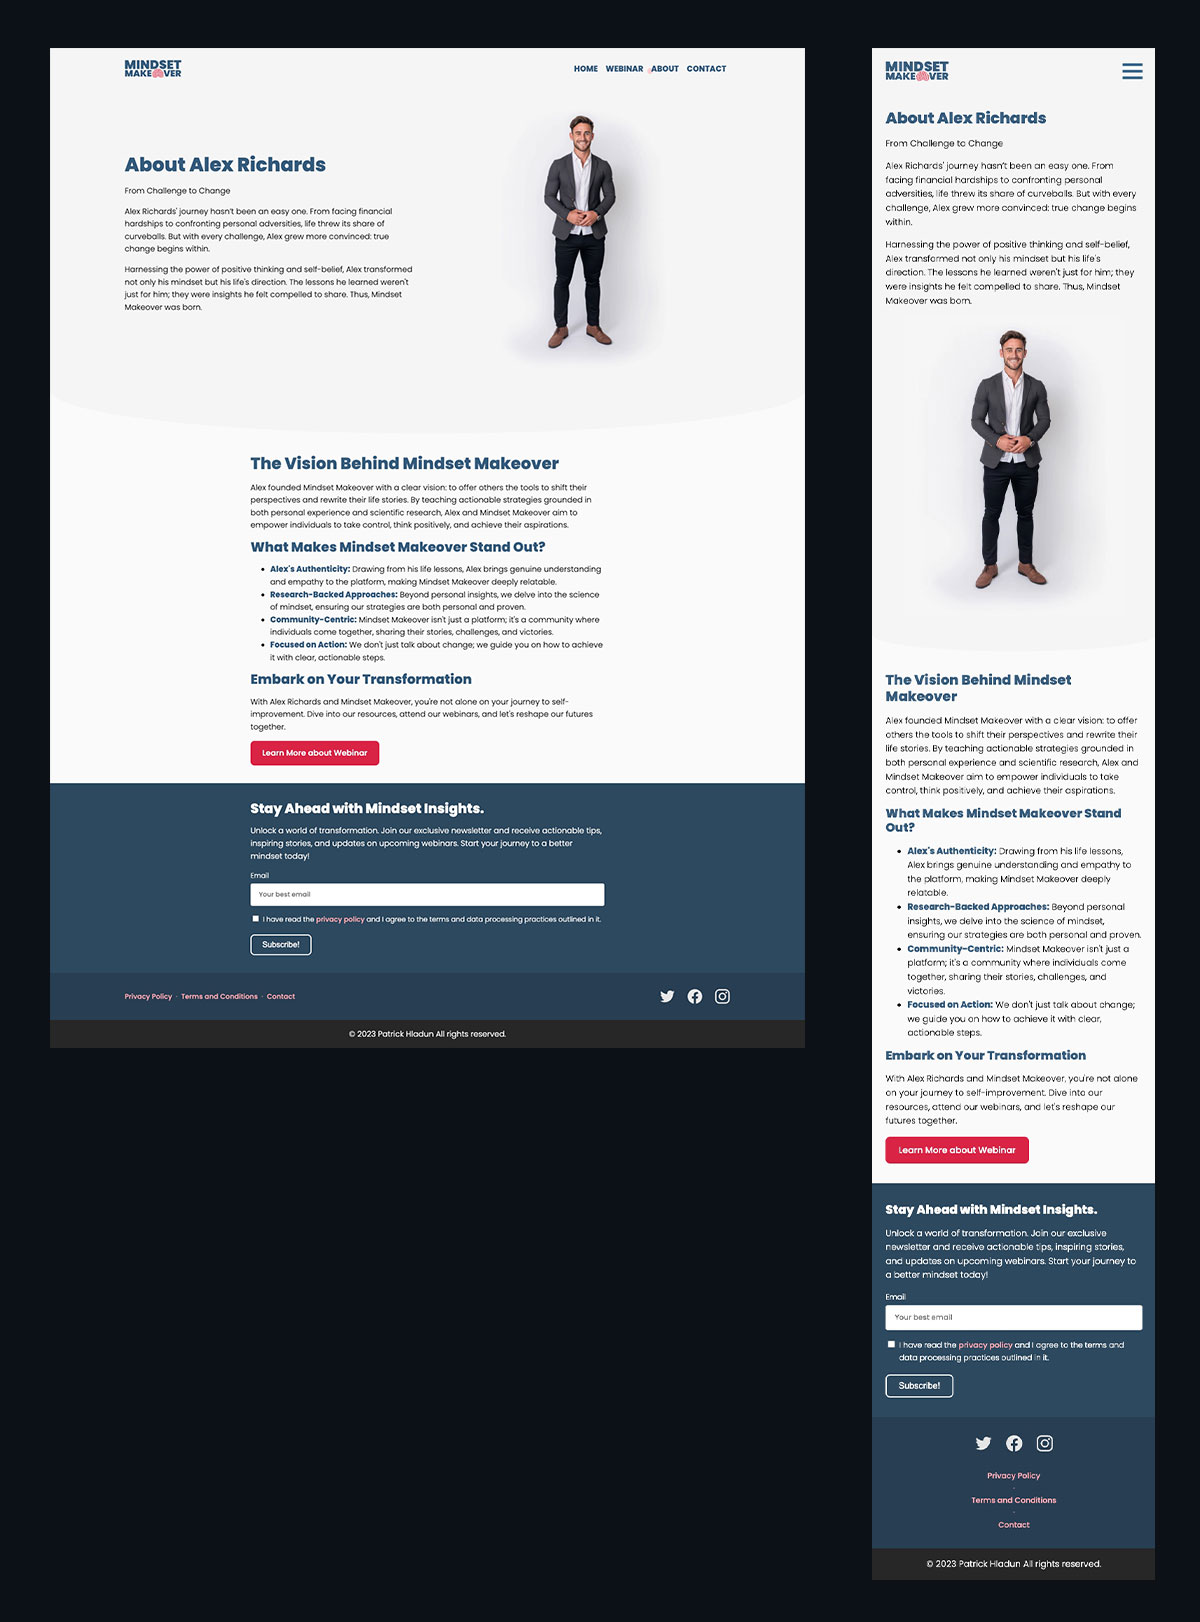 MINDSET
MAKEOVER
HOME WEBINAR ABOUT CONTACT
About Alex Richards
From Challenge to Change
Alex Richards' journey hasn't been an easy one. From facing financial
hardships to confronting personal adversities, life threw its share of
curveballs. But with every challenge, Alex grew more convinced: true
change begins within.
Harnessing the power of positive thinking and self-belief, Alex transformed
not only his mindset but his life's direction. The lessons he learned weren't
just for him; they were insights he felt compelled to share. Thus, Mindset
Makeover was born.
The Vision Behind Mindset Makeover
Alex founded Mindset Makeover with a clear vision: to offer others the tools to shift their
perspectives and rewrite their life stories. By teaching actionable strategies grounded in
both personal experience and scientific research, Alex and Mindset Makeover aim to
empower individuals to take control, think positively, and achieve their aspirations.
What Makes Mindset Makeover Stand Out?
• Alex's Authenticity: Drawing from his life lessons, Alex brings genuine understanding
and empathy to the platform, making Mindset Makeover deeply relatable.
• Research-Backed Approaches: Beyond personal insights, we delve into the science
of mindset, ensuring our strategies are both personal and proven.
• Community-Centric: Mindset Makeover isn't just a platform; it's a community where
individuals come together, sharing their stories, challenges, and victories.
• Focused on Action: We don't just talk about change; we guide you on how to achieve
it with clear, actionable steps.
Embark on Your Transformation
With Alex Richards and Mindset Makeover, you're not alone on your journey to self-
improvement. Dive into our resources, attend our webinars, and let's reshape our futures
together.
Learn More about Webinar
Stay Ahead with Mindset Insights.
Unlock a world of transformation. Join our exclusive newsletter and receive actionable tips,
inspiring stories, and updates on upcoming webinars. Start your journey to a better
mindset today!
Email
Your best email
I have read the privacy policy and I agree to the terms and data processing practices outlined in it.
Subscribe!
Privacy Policy · Terms and Conditions · Contact
© 2023 Patrick Hladun All rights reserved.
MINDSET
MAKEOVER
About Alex Richards
From Challenge to Change
Alex Richards' journey hasn't been an easy one. From
facing financial hardships to confronting personal
adversities, life threw its share of curveballs. But with every
challenge, Alex grew more convinced: true change begins
within.
Harnessing the power of positive thinking and self-belief,
Alex transformed not only his mindset but his life's
direction. The lessons he learned weren't just for him; they
were insights he felt compelled to share. Thus, Mindset
Makeover was born.
The Vision Behind Mindset
Makeover
Alex founded Mindset Makeover with a clear vision: to offer
others the tools to shift their perspectives and rewrite their
life stories. By teaching actionable strategies grounded in
both personal experience and scientific research, Alex and
Mindset Makeover aim to empower individuals to take
control, think positively, and achieve their aspirations.
What Makes Mindset Makeover Stand
Out?
• Alex's Authenticity: Drawing from his life lessons,
Alex brings genuine understanding and empathy to
the platform, making Mindset Makeover deeply
relatable.
• Research-Backed Approaches: Beyond personal
insights, we delve into the science of mindset,
ensuring our strategies are both personal and proven.
• Community-Centric: Mindset Makeover isn't just a
platform; it's a community where individuals come
together, sharing their stories, challenges, and
victories.
• Focused on Action: We don't just talk about change;
we guide you on how to achieve it with clear,
actionable steps.
Embark on Your Transformation
With Alex Richards and Mindset Makeover, you're not alone
on your journey to self-improvement. Dive into our
resources, attend our webinars, and let's reshape our
futures together.
Learn More about Webinar
Stay Ahead with Mindset Insights.
Unlock a world of transformation. Join our exclusive
newsletter and receive actionable tips, inspiring stories,
and updates on upcoming webinars. Start your journey to
a better mindset today!
Email
Your best email
I have read the privacy policy and I agree to the terms and
data processing practices outlined in it.
Subscribe!
Privacy Policy
·
Terms and Conditions
·
Contact
© 2023 Patrick Hladun All rights reserved.